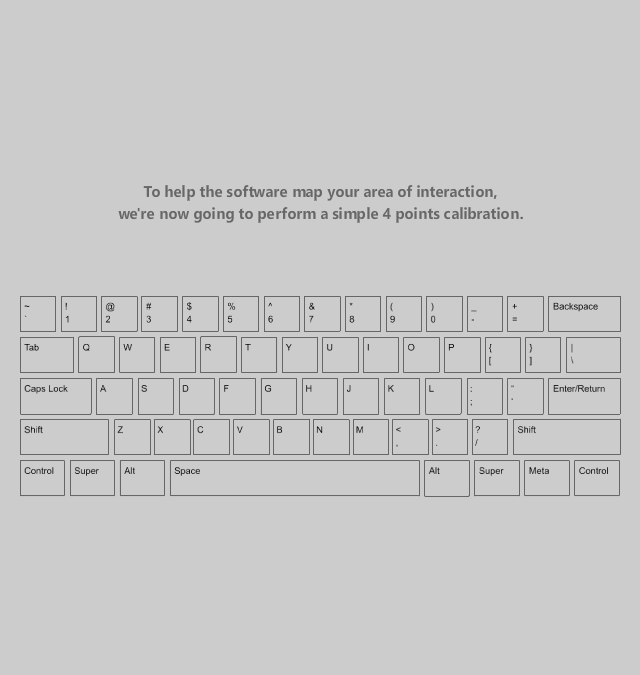 To help the software map your area of interaction,
we're now going to perform a simple 4 points calibration.
~ ! @ # $ % ^ & * ( ) _ + Backspace
` 1 2 3 4 5 6 7 8 9 0 - =
Tab Q W E R T Y U I O P { } |
[ ] \
Caps Lock A S D F G H J K L : " Enter/Return
; '
Shift Z X C V B N M < > ? Shift
, . /
Control Super Alt Space Alt Super Meta Control